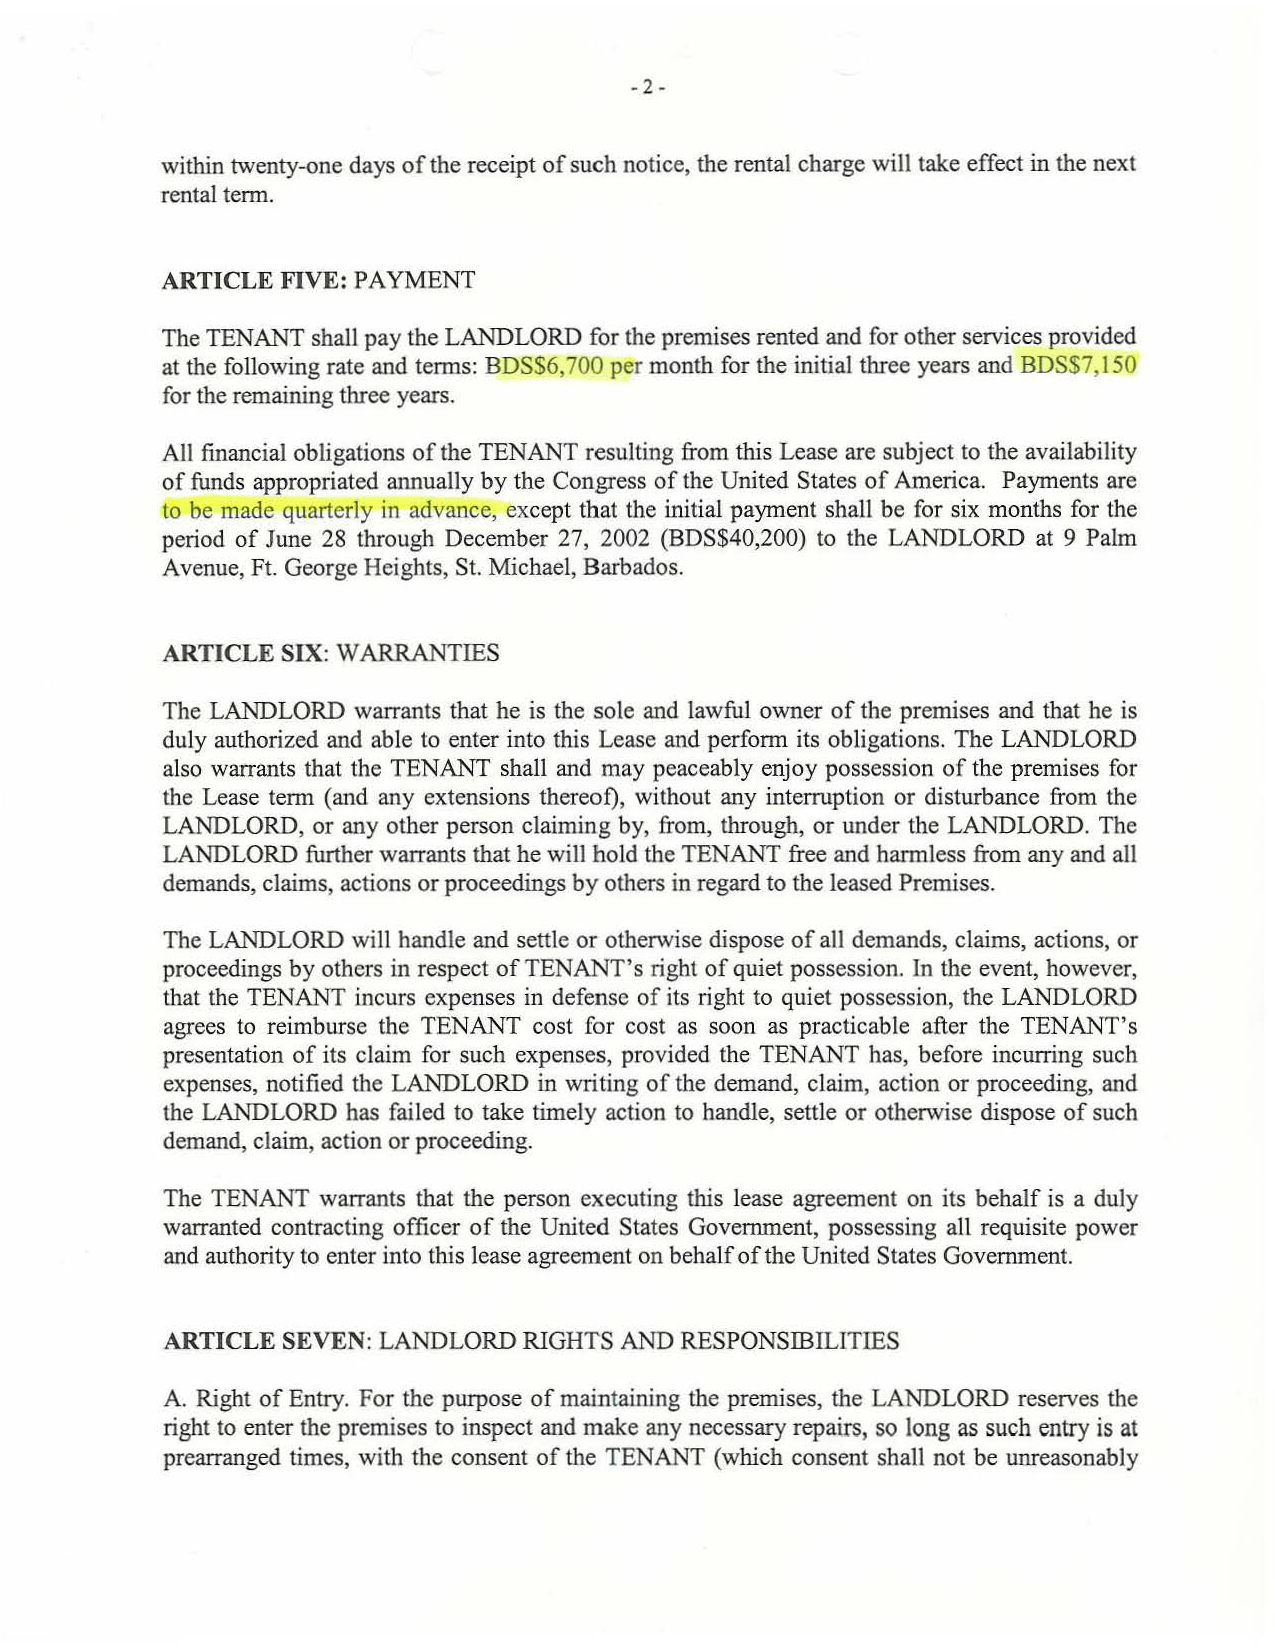 - 2 -
within twenty-one days of the receipt of such notice, the rental charge will take effect in the next
rental term.
ARTICLE FIVE: PAYMENT
The TENANT shall pay the LANDLORD for the premises rented and for other services provided
at the following rate and terms: BDS$6,700 per month for the initial three years and BDS$7,150
for the remaining three years.
All financial obligations of the TENANT resulting from this Lease are subject to the availability
of funds appropriated annually by the Congress of the United States of America. Payments are
to be made quarterly in advance, except that the initial payment shall be for six months for the
period of June 28 through December 27, 2002 (BDS$40,200) to the LANDLORD at 9 Palm
Avenue, Ft. George Heights, St. Michael, Barbados.
ARTICLE SIX: WARRANTIES
The LANDLORD warrants that he is the sole and lawful owner of the premises and that he is
duly authorized and able to enter into this Lease and perform its obligations. The LANDLORD
also warrants that the TENANT shall and may peaceably enjoy possession of the premises for
the Lease term (and any extensions thereof), without any interruption or disturbance from the
LANDLORD, or any other person claiming by, from, through, or under the LANDLORD. The
LANDLORD further warrants that he will hold the TENANT free and harmless from any and all
demands, claims, actions or proceedings by others in regard to the leased Premises.
The LANDLORD will handle and settle or otherwise dispose of all demands, claims, actions, or
proceedings by others in respect of TENANT's right of quiet possession. In the event, however,
that the TENANT incurs expenses in defense of its right to quiet possession, the LANDLORD
agrees to reimburse the TENANT cost for cost as soon as practicable after the TENANT's
presentation of its claim for such expenses, provided the TENANT has, before incurring such
expenses, notified the LANDLORD in writing of the demand, claim, action or proceeding, and
the LANDLORD has failed to take timely action to handle, settle or otherwise dispose of such
demand, claim, action or proceeding.
The TENANT warrants that the person executing this lease agreement on its behalf is a duly
warranted contracting officer of the United States Government, possessing all requisite power
and authority to enter into this lease agreement on behalf of the United States Government.
ARTICLE SEVEN: LANDLORD RIGHTS AND RESPONSIBILITIES
A. Right of Entry. For the purpose of maintaining the premises, the LANDLORD reserves the
right to enter the premises to inspect and make any necessary repairs, so long as such entry is at
prearranged times, with the consent of the TENANT (which consent shall not be unreasonably